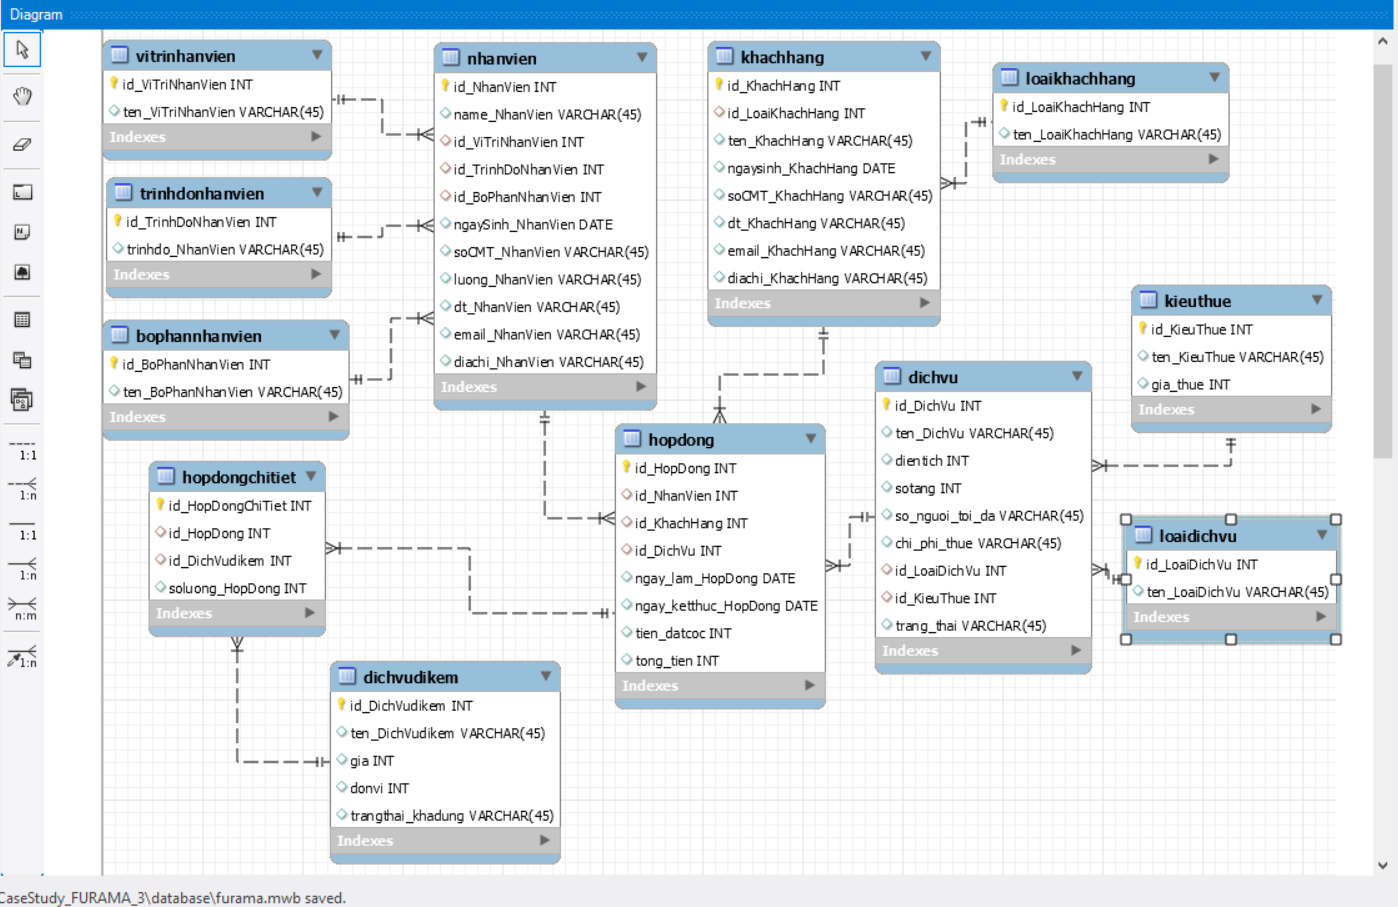 Diagram
vitrinhanvien
id_ViTriNhanVien INT
ten_ViTriNhanVien VARCHAR(45)
Indexes
trinhdonhanvien
id_TrinhDoNhanVien INT
trinhdo_NhanVien VARCHAR(45)
Indexes
bophannhanvien
id_BoPhanNhanVien INT
ten_BoPhanNhanVien VARCHAR(45)
Indexes
nhanvien
id_NhanVien INT
name_NhanVien VARCHAR(45)
id_ViTriNhanVien INT
id_TrinhDoNhanVien INT
id_BoPhanNhanVien INT
ngaySinh_NhanVien DATE
soCMT_NhanVien VARCHAR(45)
luong_NhanVien VARCHAR(45)
dt_NhanVien VARCHAR(45)
email_NhanVien VARCHAR(45)
diachi_NhanVien VARCHAR(45)
Indexes
khachhang
id_KhachHang INT
id_LoaiKhachHang INT
ten_KhachHang VARCHAR(45)
ngaysinh_KhachHang DATE
soCMT_KhachHang VARCHAR(45)
dt_KhachHang VARCHAR(45)
email_KhachHang VARCHAR(45)
diachi_KhachHang VARCHAR(45)
Indexes
loaikhachhang
id_LoaiKhachHang INT
ten_LoaiKhachHang VARCHAR(45)
Indexes
kieuthue
id_KieuThue INT
ten_KieuThue VARCHAR(45)
gia_thue INT
Indexes
dichvu
id_DichVu INT
ten_DichVu VARCHAR(45)
dientich INT
sotang INT
so_nguoi_toi_da VARCHAR(45)
chi_phi_thue VARCHAR(45)
id_LoaiDichVu INT
id_KieuThue INT
trang_thai VARCHAR(45)
Indexes
loaidichvu
id_LoaiDichVu INT
ten_LoaiDichVu VARCHAR(45)
Indexes
hopdong
id_HopDong INT
id_NhanVien INT
id_KhachHang INT
id_DichVu INT
ngay_lam_HopDong DATE
ngay_ketthuc_HopDong DATE
tien_datcoc INT
tong_tien INT
Indexes
hopdongchitiet
id_HopDongChiTiet INT
id_HopDong INT
id_DichVudikem INT
soluong_HopDong INT
Indexes
dichvudikem
id_DichVudikem INT
ten_DichVudikem VARCHAR(45)
gia INT
donvi INT
trangthai_khadung VARCHAR(45)
Indexes
1:1
1:n
1:1
1:n
n:m
1:n
CaseStudy_FURAMA_3\database\furama.mwb saved.